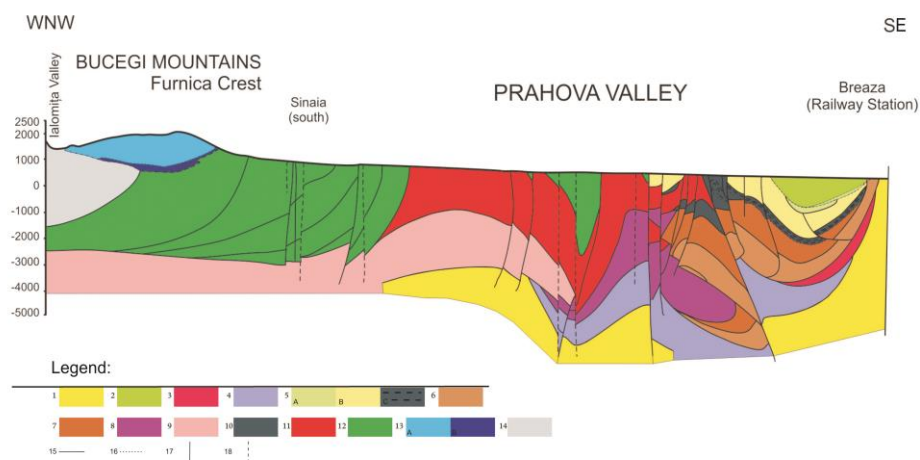 WNW
SE
BUCEGI MOUNTAINS
Furnica Crest
Ialomița Valley
Sinaia
(south)
PRAHOVA VALLEY
Breaza
(Railway Station)
2500
2000
1000
0
-1000
-2000
-3000
-4000
-5000
Legend:
1 2 3 4 5 A B C 6
7 8 9 10 11 12 13 A 14
15 16 17 18